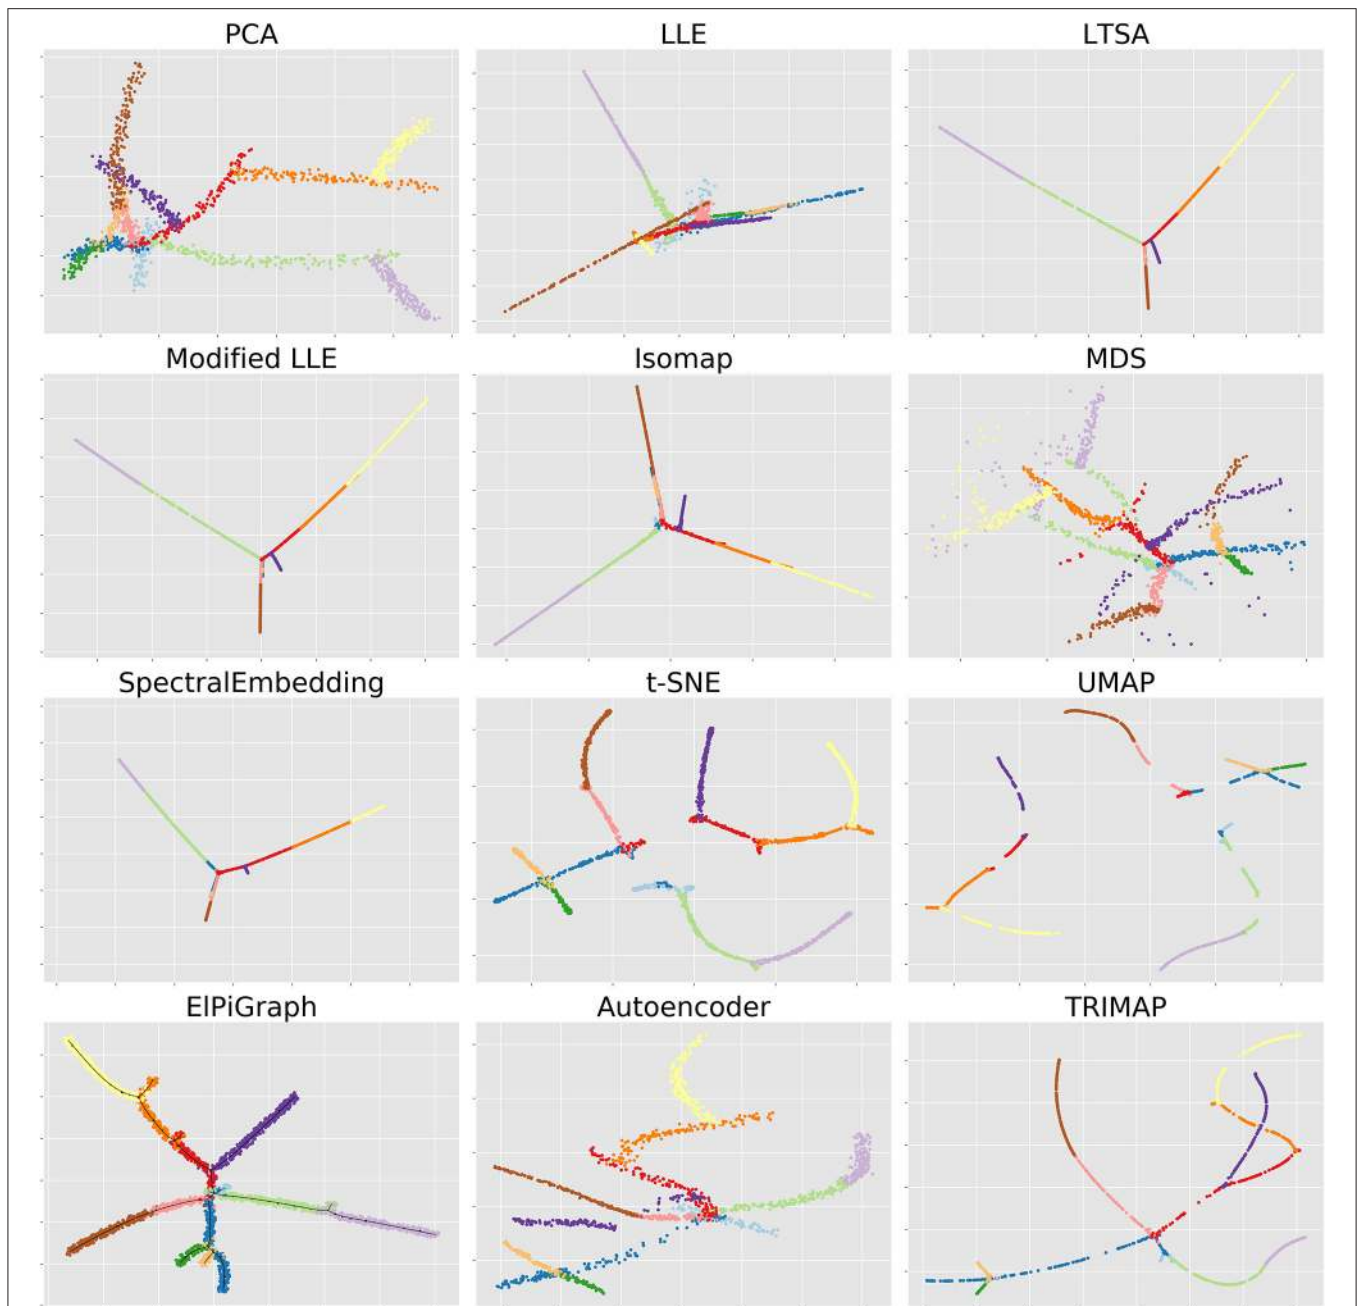 PCA LLE LTSA
Modified LLE Isomap MDS
SpectralEmbedding t-SNE UMAP
ElPiGraph Autoencoder TRIMAP